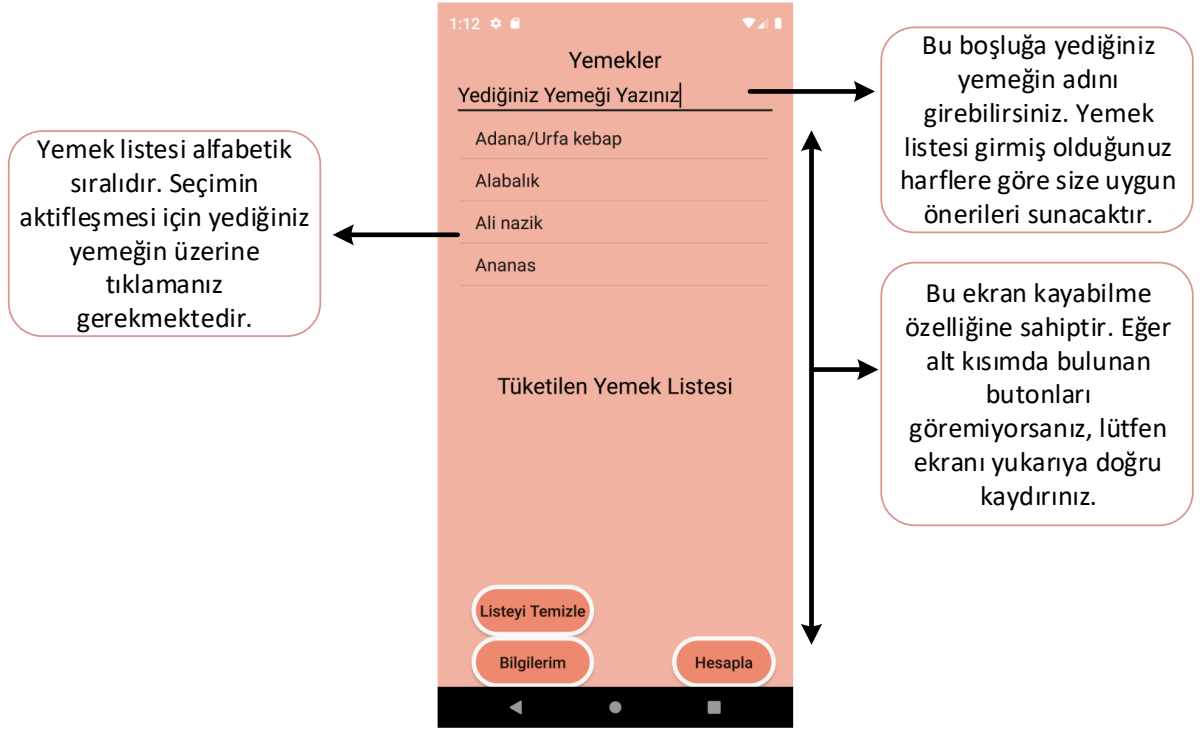 1:12
Yemekler
Yediğiniz Yemeği Yazınız
Adana/Urfa kebap
Alabalık
Ali nazik
Ananas
Tüketilen Yemek Listesi
Listeyi Temizle
Bilgilerim
Hesapla
Yemek listesi alfabetik
sıralıdır. Seçimin
aktifleşmesi için yediğiniz
yemeğin üzerine
tıklamanız
gerekmektedir.
Bu boşluğa yediğiniz
yemeğin adını
girebilirsiniz. Yemek
listesi girmiş olduğunuz
harflere göre size uygun
önerileri sunacaktır.
Bu ekran kayabilme
özelliğine sahiptir. Eğer
alt kısımda bulunan
butonları
göremiyorsanız, lütfen
ekranı yukarıya doğru
kaydırınız.